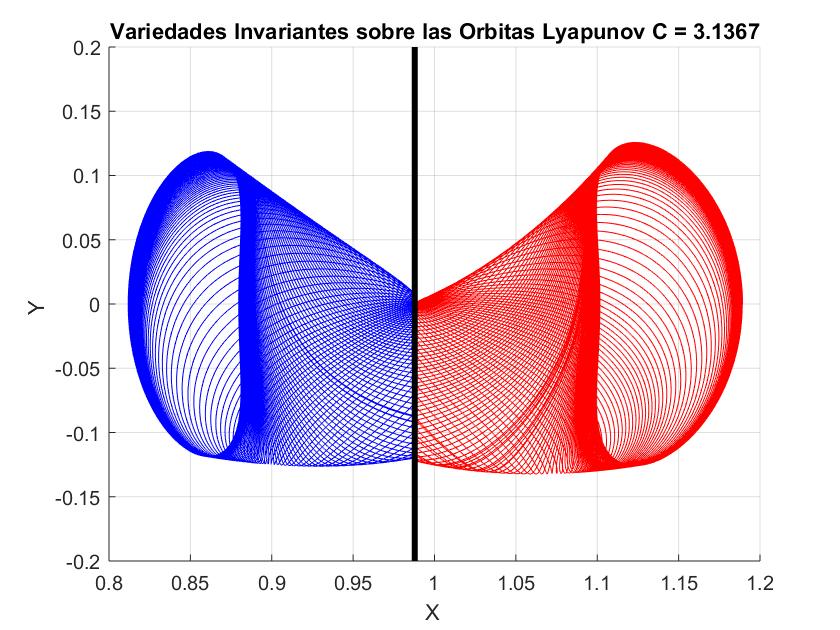 Variedades Invariantes sobre las Orbitas Lyapunov C = 3.1367
0.2
0.15
0.1
0.05
0
-0.05
-0.1
-0.15
-0.2
Y
0.8 0.85 0.9 0.95 1 1.05 1.1 1.15 1.2
X